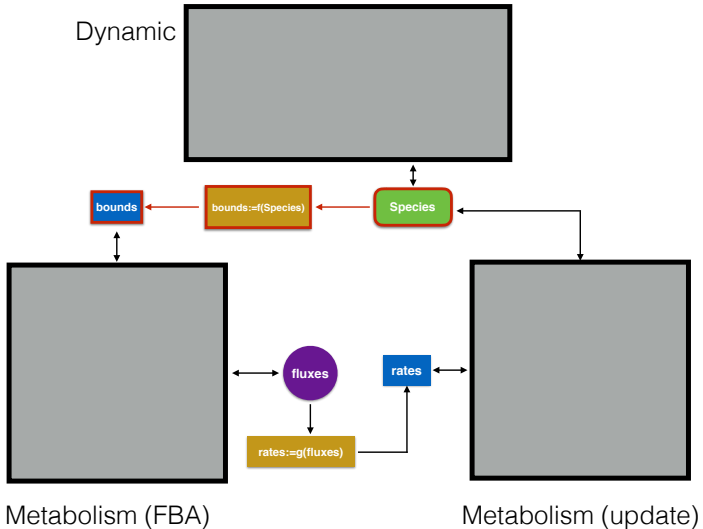 Dynamic
bounds
bounds:=f(Species)
Species
fluxes
rates
rates:=g(fluxes)
Metabolism (FBA)
Metabolism (update)